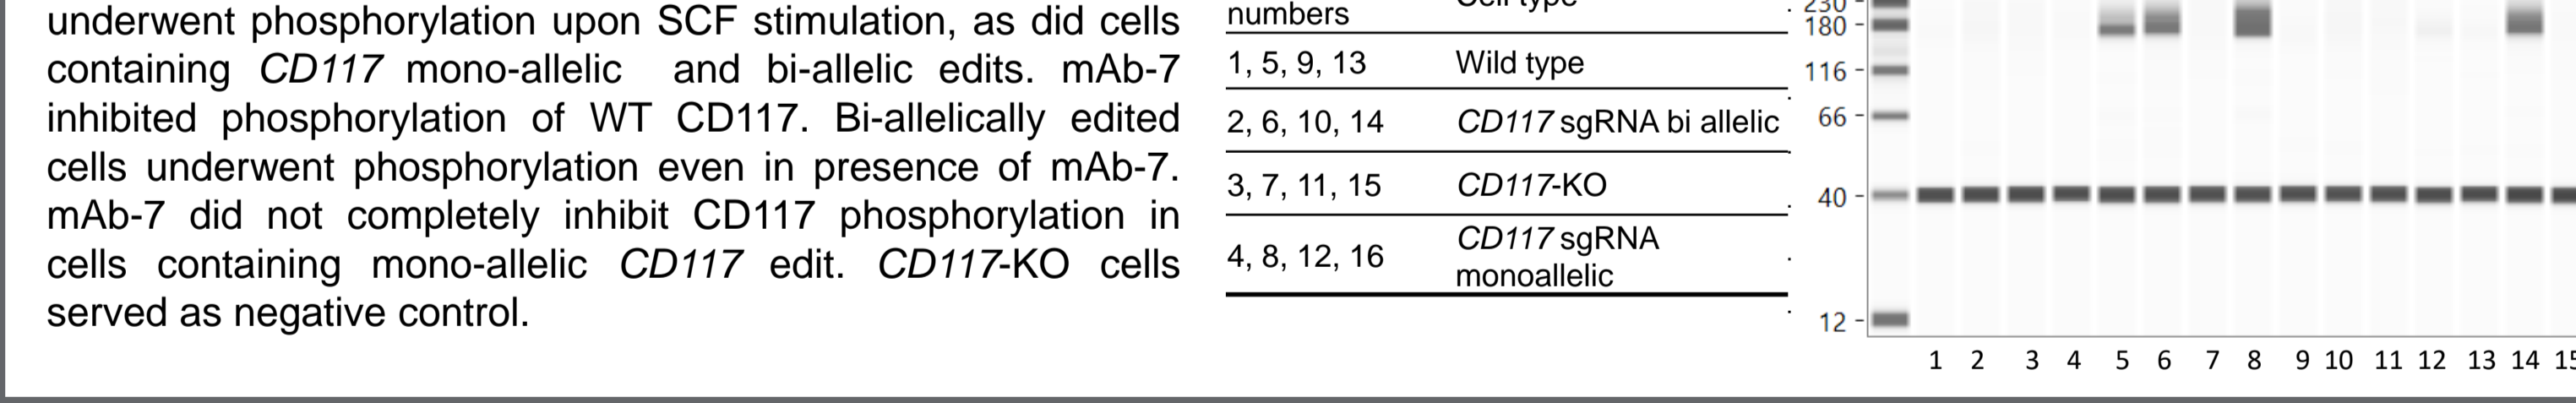 underwent phosphorylation upon SCF stimulation, as did cells
containing CD117 mono-allelic and bi-allelic edits. mAb-7
inhibited phosphorylation of WT CD117. Bi-allelically edited
cells underwent phosphorylation even in presence of mAb-7.
mAb-7 did not completely inhibit CD117 phosphorylation in
cells containing mono-allelic CD117 edit. CD117-KO cells
served as negative control.
numbers Cell type
1, 5, 9, 13 Wild type
2, 6, 10, 14 CD117 sgRNA bi allelic
3, 7, 11, 15 CD117-KO
4, 8, 12, 16 CD117 sgRNA
monoallelic
230
180
116
66
40
12
1 2 3 4 5 6 7 8 9 10 11 12 13 14 15